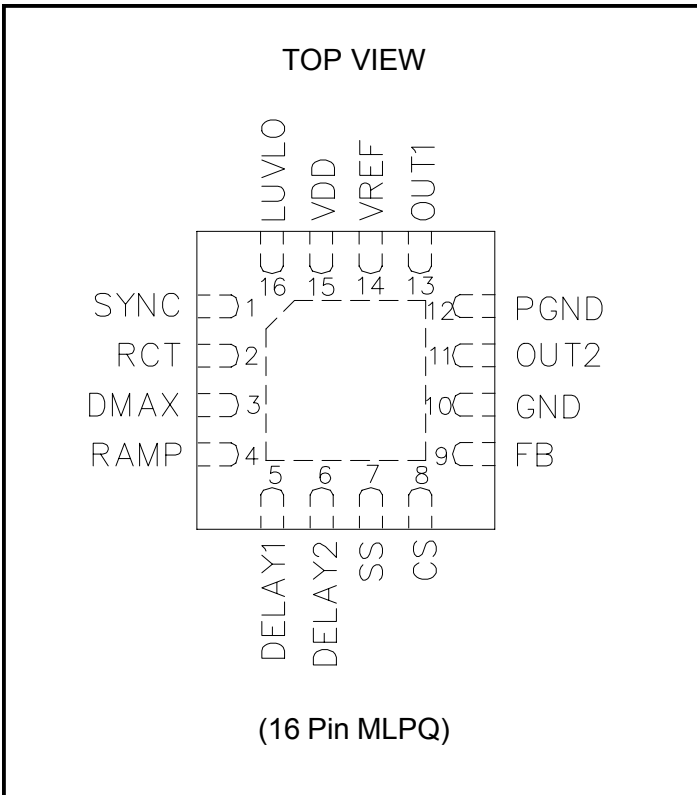 TOP VIEW
LUVLO
VDD
VREF
OUT1
16
15
14
13
SYNC 1
RCT 2
DMAX 3
RAMP 4
12 PGND
11 OUT2
10 GND
9 FB
5
6
7
8
DELAY1
DELAY2
SS
CS
(16 Pin MLPQ)